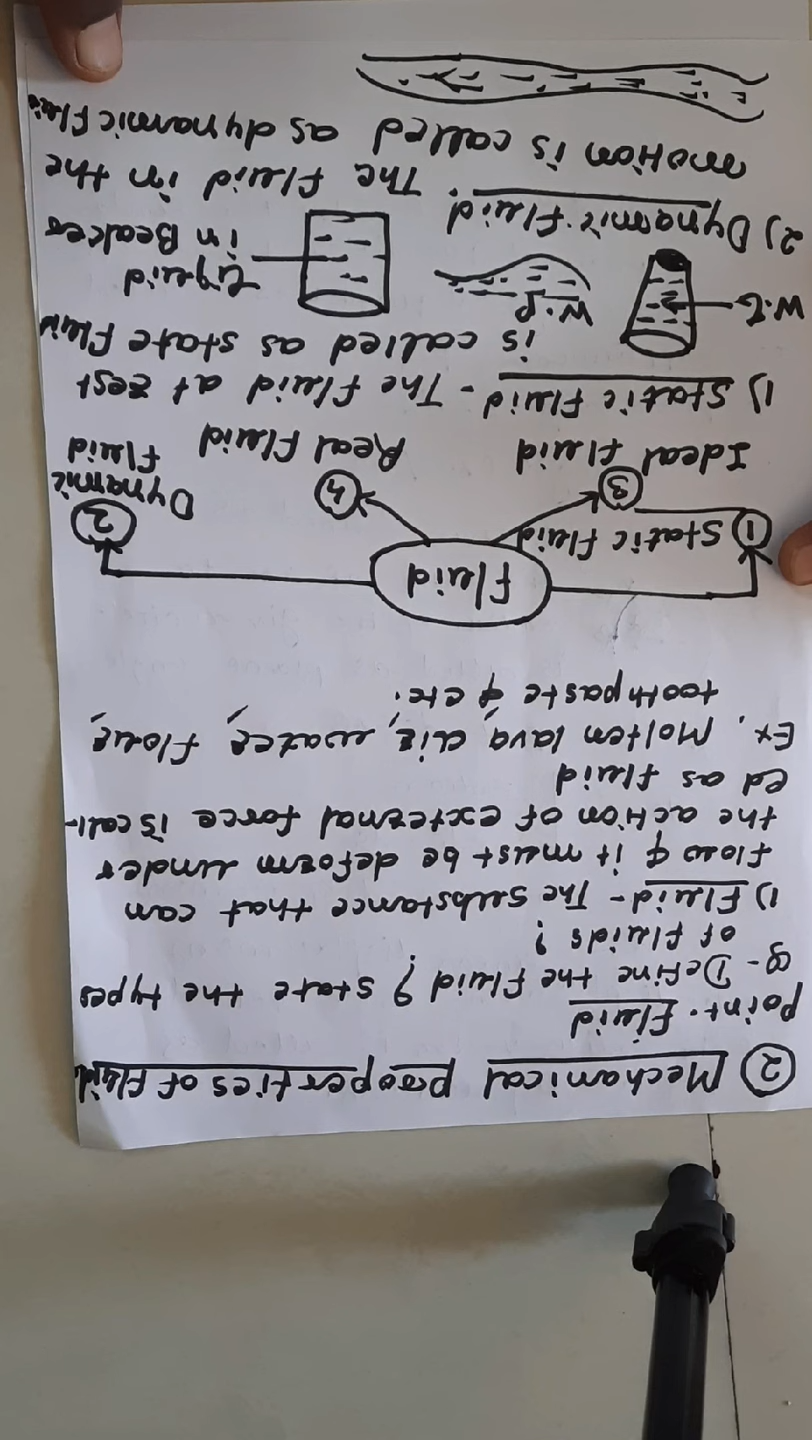 ② Mechanical properties of Fluid
Point. Fluid
Q- Define the fluid? State the types
of fluids?
1) Fluid - The substance that can
flow & it must be deform under
the action of external force is call-
ed as fluid
Ex. Molten lava, air, water, flour,
toothpaste & etc.
Fluid
① Static Fluid
② Dynamic Fluid
③ Ideal fluid
④ Real Fluid
1) Static Fluid - The fluid at rest
is called as state Fluid
W.T
W.P
Liquid
in Beaker
2) Dynamic Fluid. The fluid in the
motion is called as dynamic Fluid